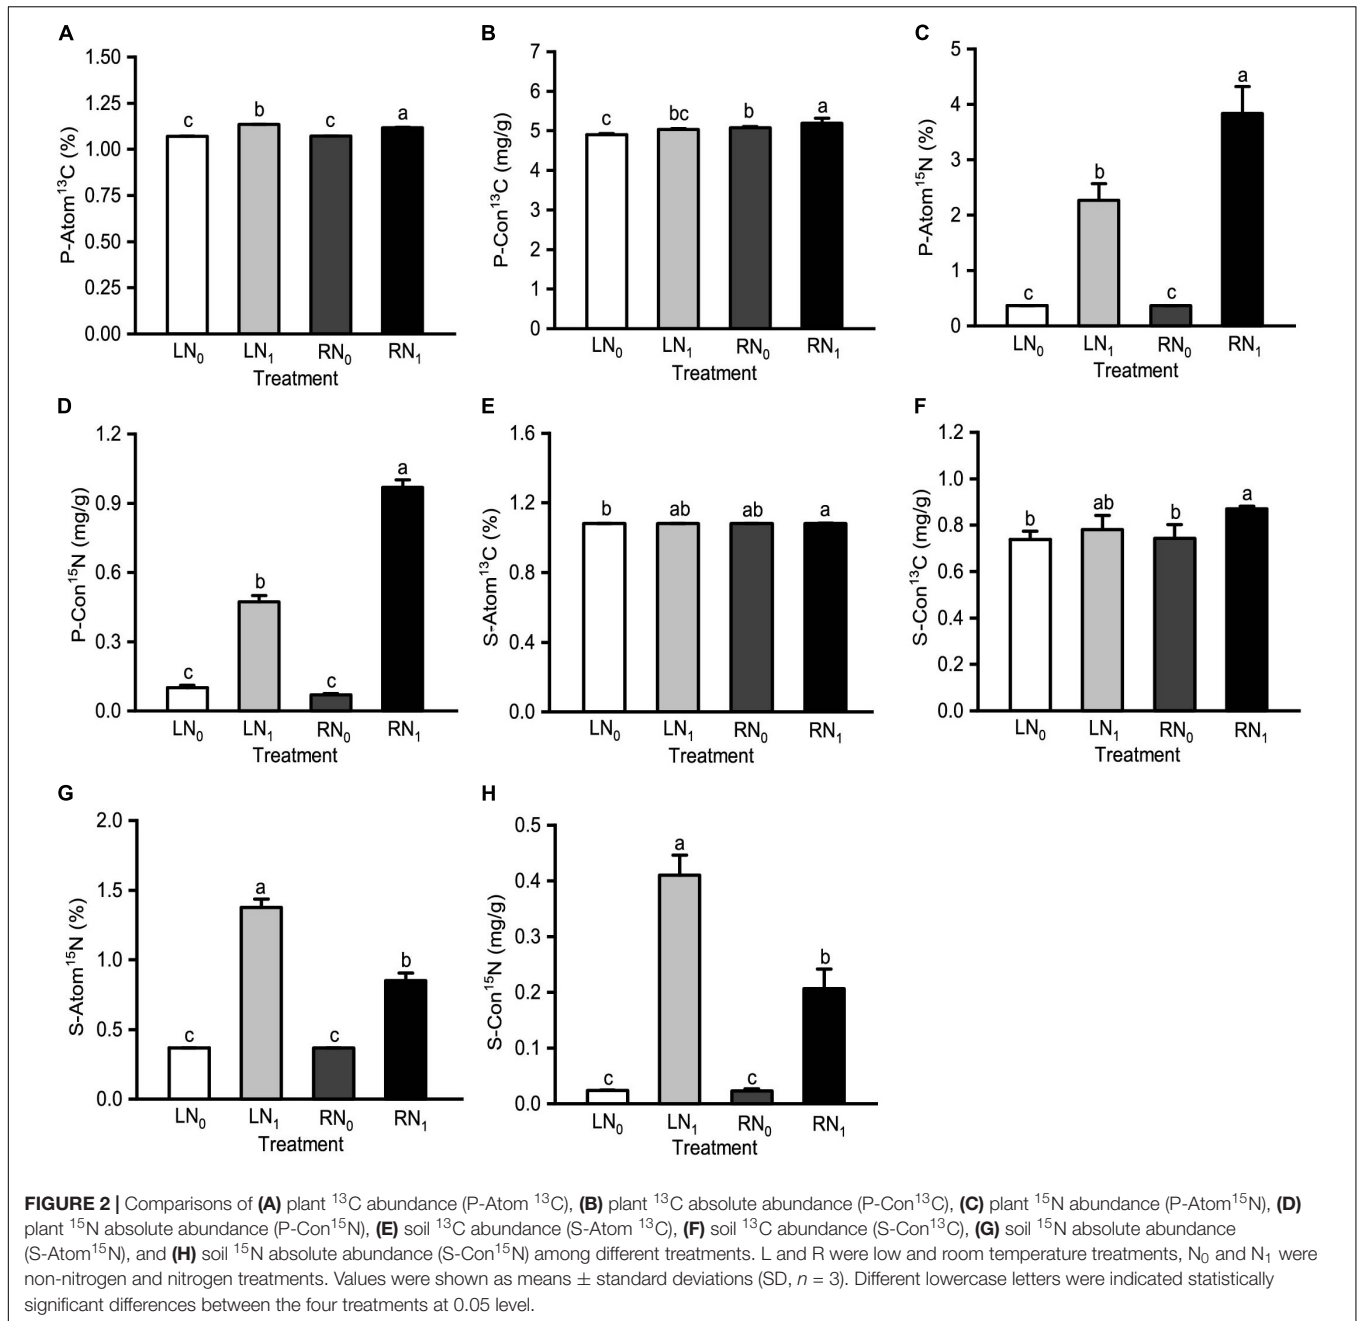 A
P-Atom¹³C (%)
1.50
1.25
1.00
0.75
0.50
0.25
0.00
c
b
c
a
LN₀ LN₁ RN₀ RN₁
Treatment
B
P-Con¹³C (mg/g)
7
6
5
4
3
2
1
0
c
bc
b
a
LN₀ LN₁ RN₀ RN₁
Treatment
C
P-Atom¹⁵N (%)
5
4
3
2
1
0
c
b
c
a
LN₀ LN₁ RN₀ RN₁
Treatment
D
P-Con¹⁵N (mg/g)
1.2
0.9
0.6
0.3
0.0
c
b
c
a
LN₀ LN₁ RN₀ RN₁
Treatment
E
S-Atom¹³C (%)
1.6
1.2
0.8
0.4
0.0
b
ab
ab
a
LN₀ LN₁ RN₀ RN₁
Treatment
F
S-Con¹³C (mg/g)
1.2
1.0
0.8
0.6
0.4
0.2
0.0
b
ab
b
a
LN₀ LN₁ RN₀ RN₁
Treatment
G
S-Atom¹⁵N (%)
2.0
1.5
1.0
0.5
0.0
c
a
c
b
LN₀ LN₁ RN₀ RN₁
Treatment
H
S-Con¹⁵N (mg/g)
0.5
0.4
0.3
0.2
0.1
0.0
c
a
c
b
LN₀ LN₁ RN₀ RN₁
Treatment
FIGURE 2 | Comparisons of (A) plant ¹³C abundance (P-Atom ¹³C), (B) plant ¹³C absolute abundance (P-Con¹³C), (C) plant ¹⁵N abundance (P-Atom¹⁵N), (D)
plant ¹⁵N absolute abundance (P-Con¹⁵N), (E) soil ¹³C abundance (S-Atom ¹³C), (F) soil ¹³C abundance (S-Con¹³C), (G) soil ¹⁵N absolute abundance
(S-Atom¹⁵N), and (H) soil ¹⁵N absolute abundance (S-Con¹⁵N) among different treatments. L and R were low and room temperature treatments, N₀ and N₁ were
non-nitrogen and nitrogen treatments. Values were shown as means ± standard deviations (SD, n = 3). Different lowercase letters were indicated statistically
significant differences between the four treatments at 0.05 level.